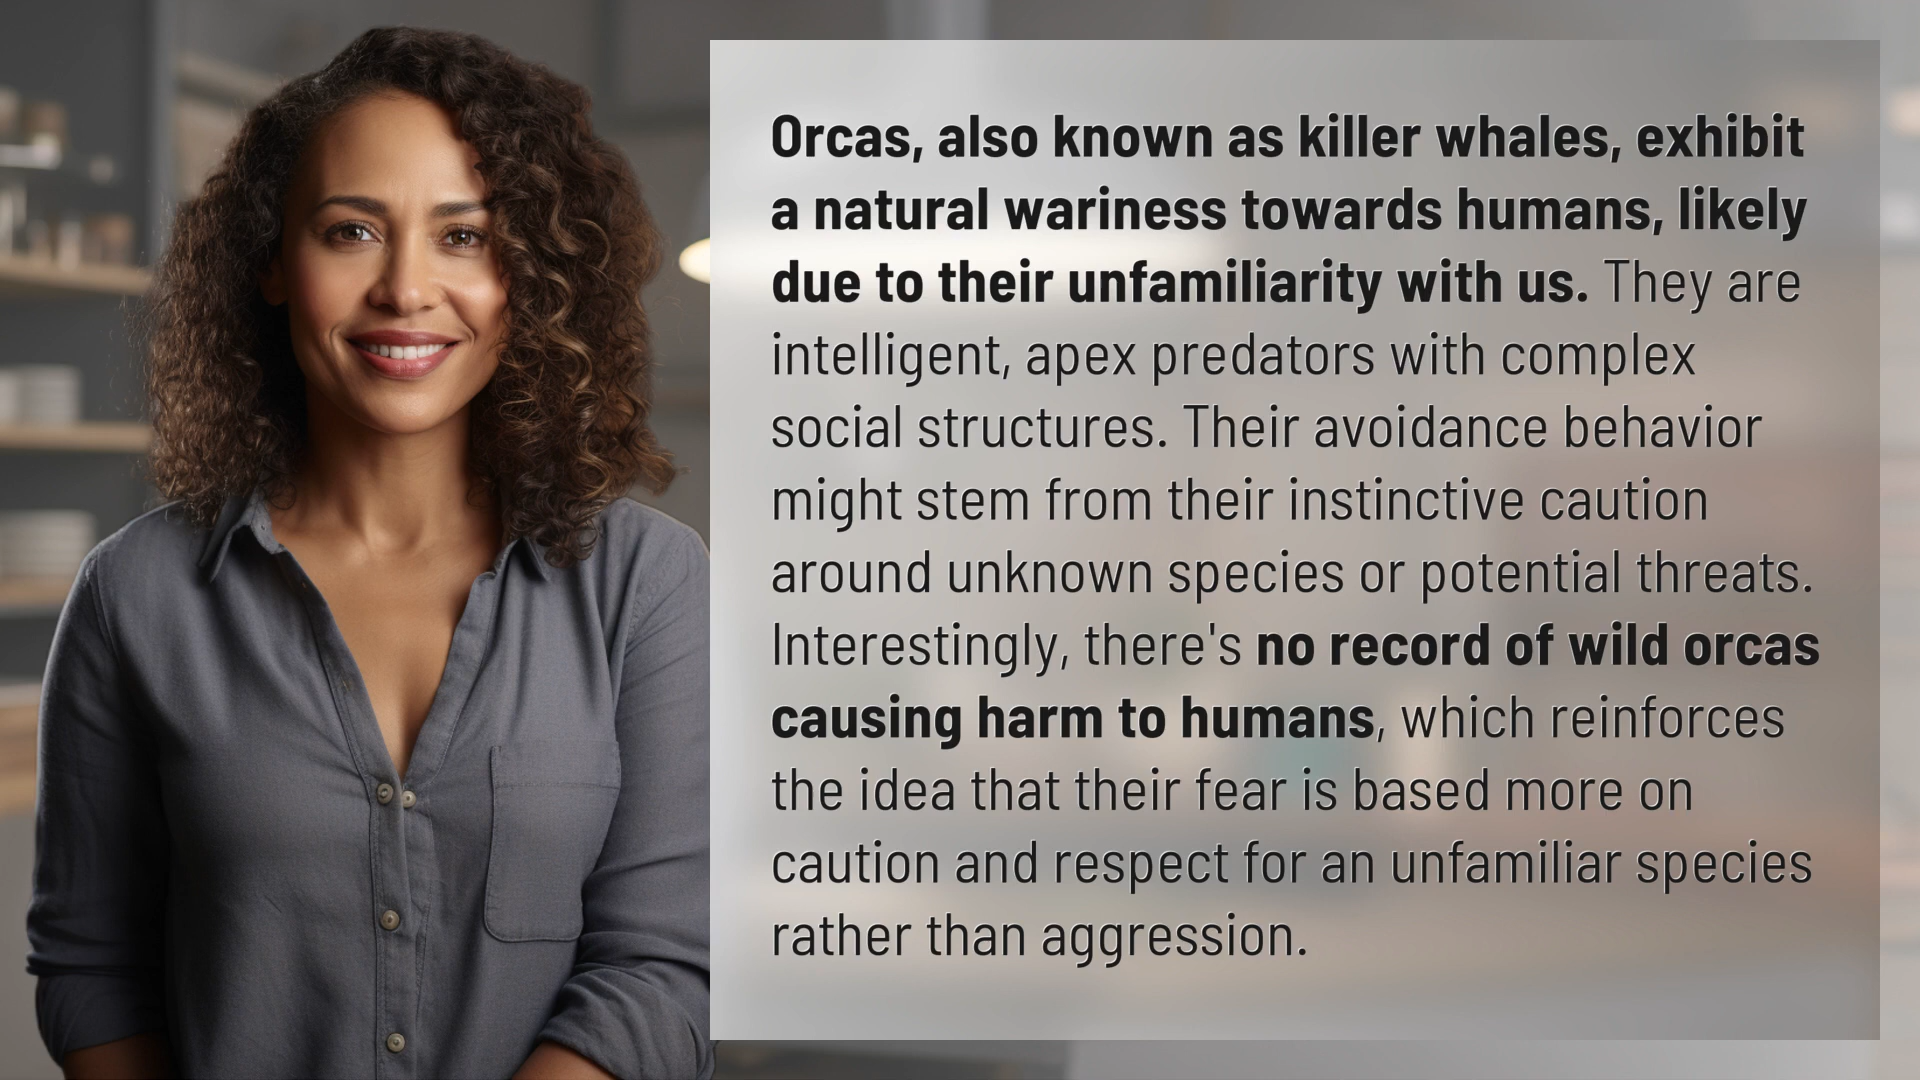 Orcas, also known as killer whales, exhibit
a natural wariness towards humans, likely
due to their unfamiliarity with us. They are
intelligent, apex predators with complex
social structures. Their avoidance behavior
might stem from their instinctive caution
around unknown species or potential threats.
Interestingly, there's no record of wild orcas
causing harm to humans, which reinforces
the idea that their fear is based more on
caution and respect for an unfamiliar species
rather than aggression.